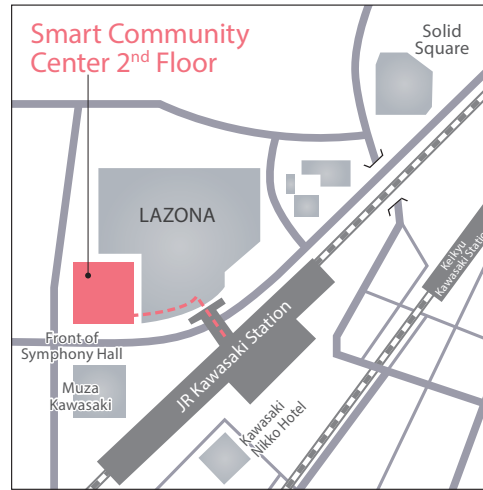 Smart Community
Center 2nd Floor
Solid
Square
LAZONA
Keikyu
Kawasaki Station
JR Kawasaki Station
Front of
Symphony Hall
Muza
Kawasaki
Kawasaki
Nikko Hotel